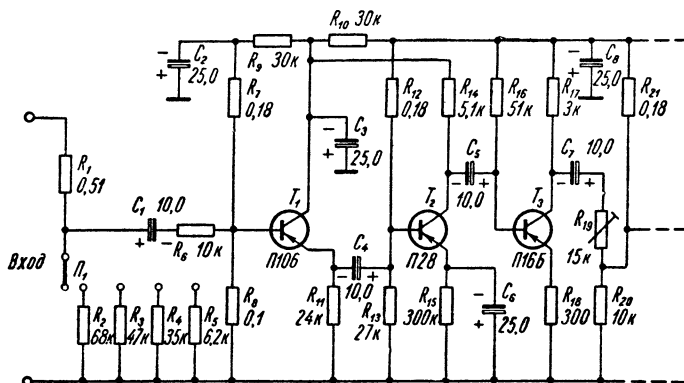 R10 30к
− C2
+ 25,0
R9
30к
R7
0,18
− C3
+ 25,0
R12
0,18
R14
5,1к
R16
51к
R17
3к
− C8
+ 25,0
R21
0,18
R1
0,51
C1 10,0
+ −
R6 10к
T1
П106
C4
− +
10,0
C5
− +
10,0
T2
П28
T3
П16Б
C7 10,0
− +
R19
15к
Вход
П1
R2
68к
R3
47к
R4
35к
R5
6,2к
R8
0,1
R11
24к
R13
27к
R15
300к
− C6
+ 25,0
R18
300
R20
10к